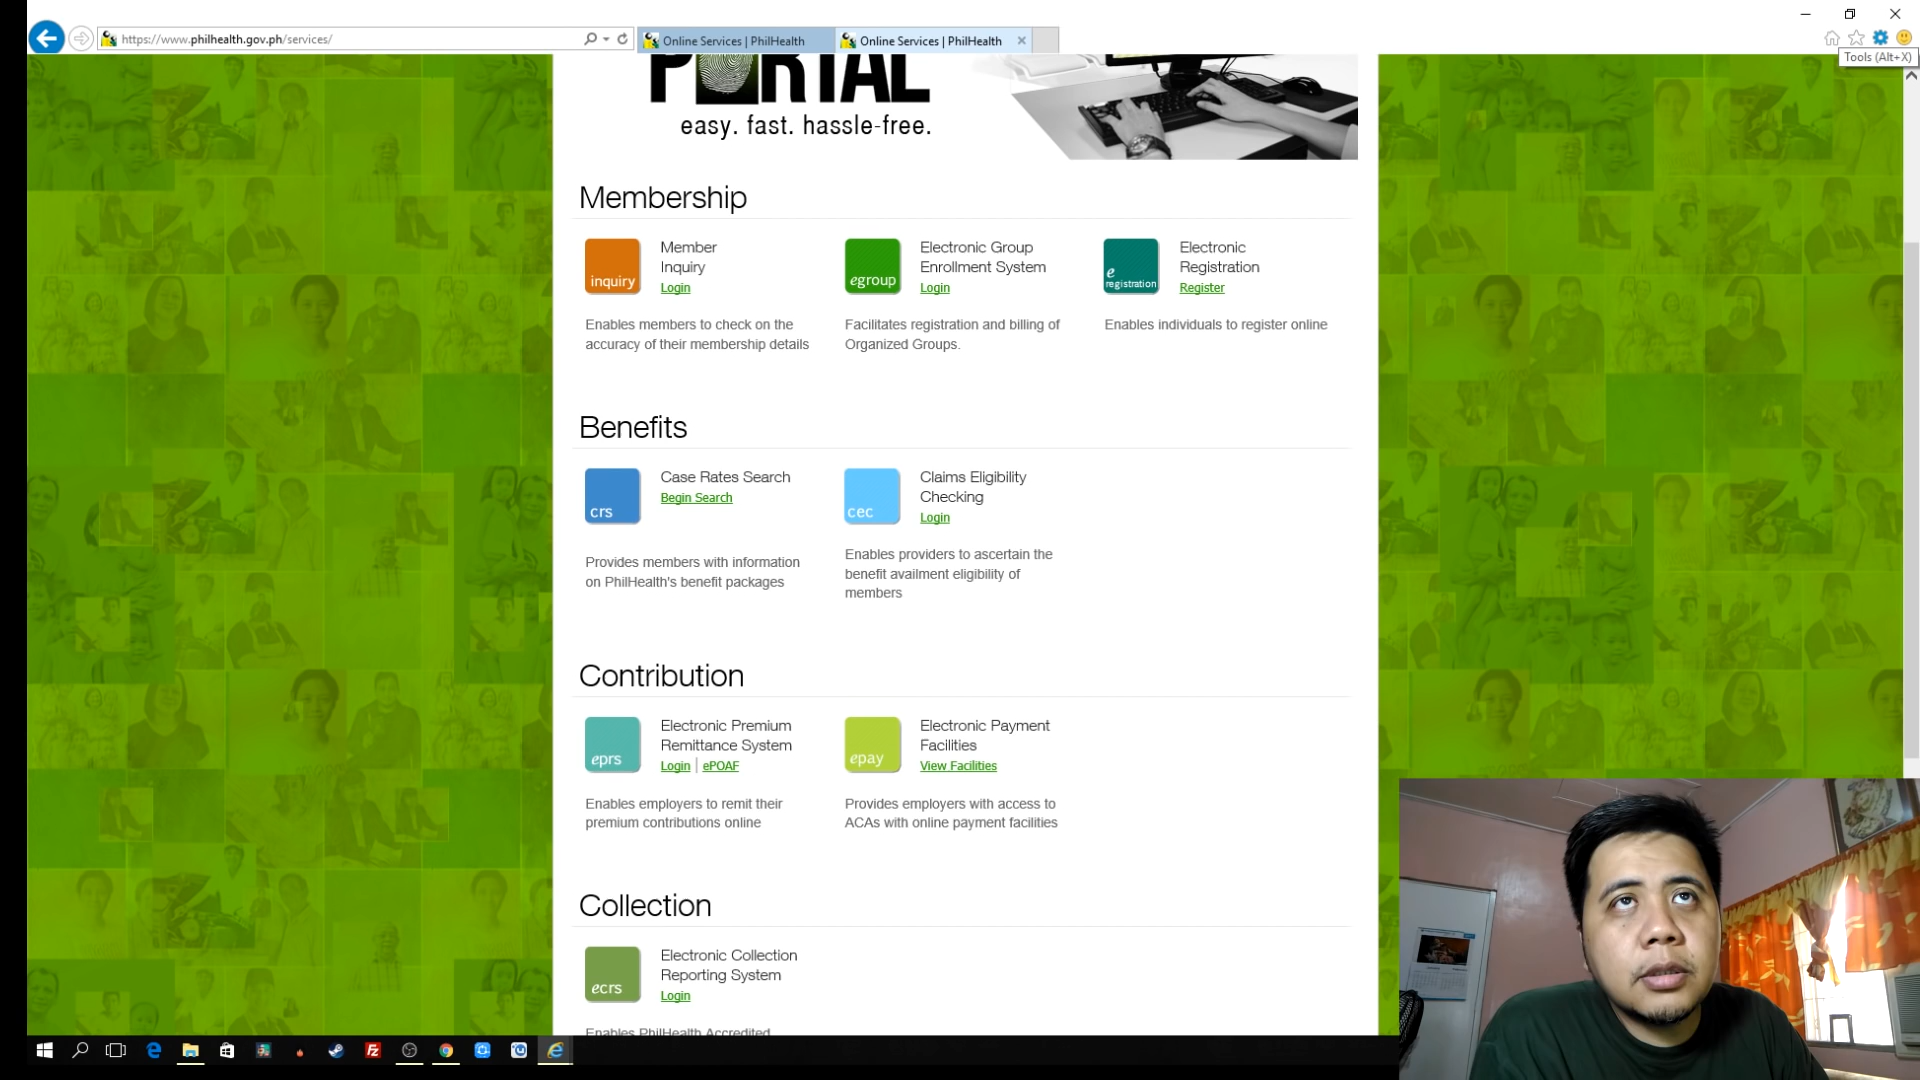 https://www.philhealth.gov.ph/services/
Online Services | PhilHealth
Online Services | PhilHealth
Tools (Alt+X)
PORTAL
easy. fast. hassle-free.
Membership
inquiry
Member
Inquiry
Login
Enables members to check on the
accuracy of their membership details
egroup
Electronic Group
Enrollment System
Login
Facilitates registration and billing of
Organized Groups.
e
registration
Electronic
Registration
Register
Enables individuals to register online
Benefits
crs
Case Rates Search
Begin Search
Provides members with information
on PhilHealth's benefit packages
cec
Claims Eligibility
Checking
Login
Enables providers to ascertain the
benefit availment eligibility of
members
Contribution
eprs
Electronic Premium
Remittance System
Login | ePOAF
Enables employers to remit their
premium contributions online
epay
Electronic Payment
Facilities
View Facilities
Provides employers with access to
ACAs with online payment facilities
Collection
ecrs
Electronic Collection
Reporting System
Login
Enables PhilHealth Accredited